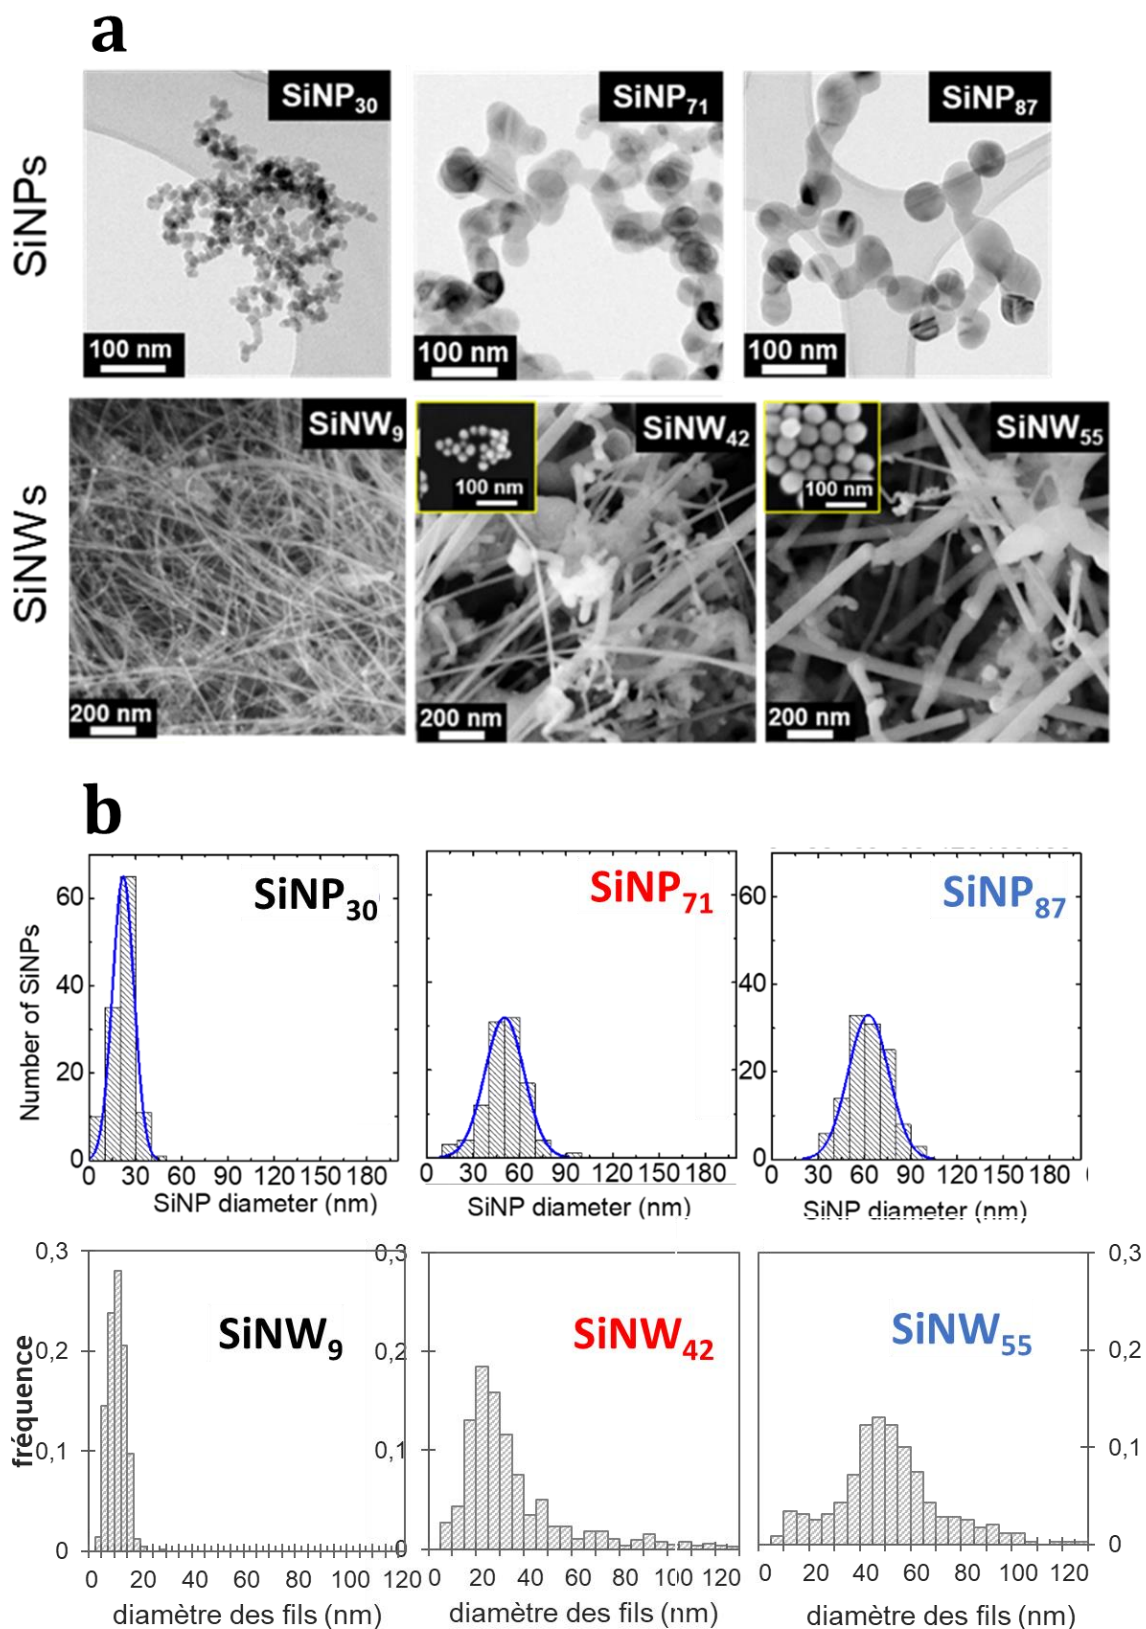 a
SiNPs
SiNP30
100 nm
SiNP71
100 nm
SiNP87
100 nm
SiNWs
SiNW9
200 nm
SiNW42
100 nm
200 nm
SiNW55
100 nm
200 nm
b
SiNP30
Number of SiNPs
60
40
20
0
0 30 60 90 120 150 180
SiNP diameter (nm)
SiNP71
0 30 60 90 120 150 180
SiNP diameter (nm)
SiNP87
60
40
20
0
0 30 60 90 120 150 180
SiNP diameter (nm)
SiNW9
fréquence
0,3
0,2
0,1
0
0 20 40 60 80 100 120
diamètre des fils (nm)
SiNW42
0,3
0,2
0,1
0
0 20 40 60 80 100 120
diamètre des fils (nm)
SiNW55
0,3
0,2
0,1
0
0 20 40 60 80 100 120
diamètre des fils (nm)